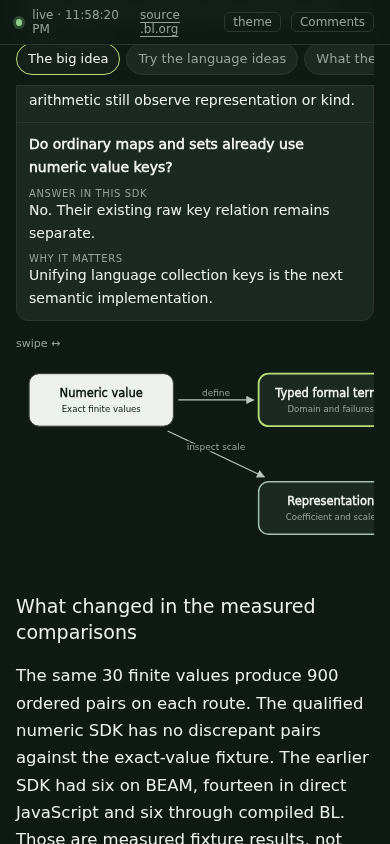 live · 11:58:20 PM
source.bl.org
theme
Comments
The big idea
Try the language ideas
What the
arithmetic still observe representation or kind.
Do ordinary maps and sets already use
numeric value keys?
ANSWER IN THIS SDK
No. Their existing raw key relation remains
separate.
WHY IT MATTERS
Unifying language collection keys is the next
semantic implementation.
swipe ↔
Numeric value
Exact finite values
define
Typed formal terr
Domain and failures
inspect scale
Representation
Coefficient and scale
What changed in the measured
comparisons
The same 30 finite values produce 900
ordered pairs on each route. The qualified
numeric SDK has no discrepant pairs
against the exact-value fixture. The earlier
SDK had six on BEAM, fourteen in direct
JavaScript and six through compiled BL.
Those are measured fixture results, not